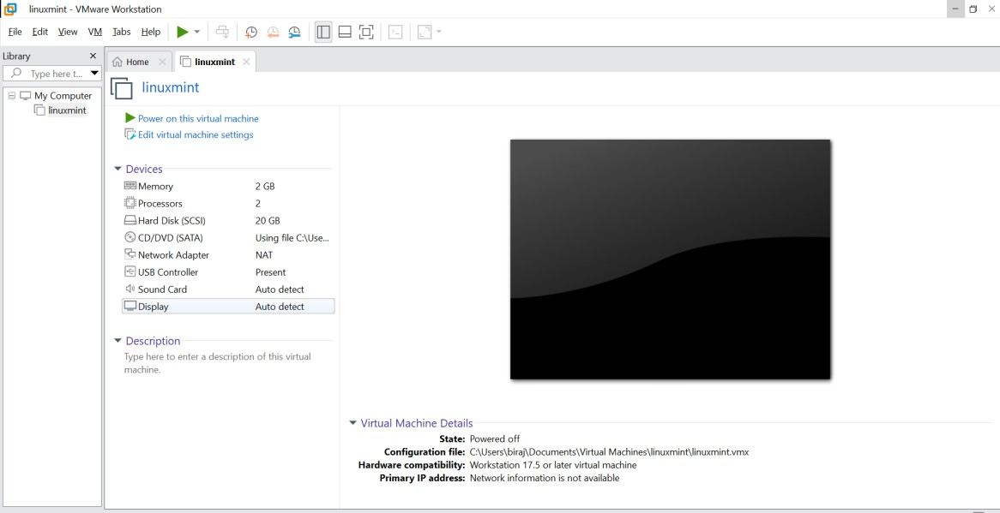 linuxmint - VMware Workstation
File Edit View VM Tabs Help
Library
Type here t...
My Computer
linuxmint
Home
linuxmint
linuxmint
Power on this virtual machine
Edit virtual machine settings
Devices
Memory 2 GB
Processors 2
Hard Disk (SCSI) 20 GB
CD/DVD (SATA) Using file C:\Use...
Network Adapter NAT
USB Controller Present
Sound Card Auto detect
Display Auto detect
Description
Type here to enter a description of this virtual
machine.
Virtual Machine Details
State: Powered off
Configuration file: C:\Users\biraj\Documents\Virtual Machines\linuxmint\linuxmint.vmx
Hardware compatibility: Workstation 17.5 or later virtual machine
Primary IP address: Network information is not available